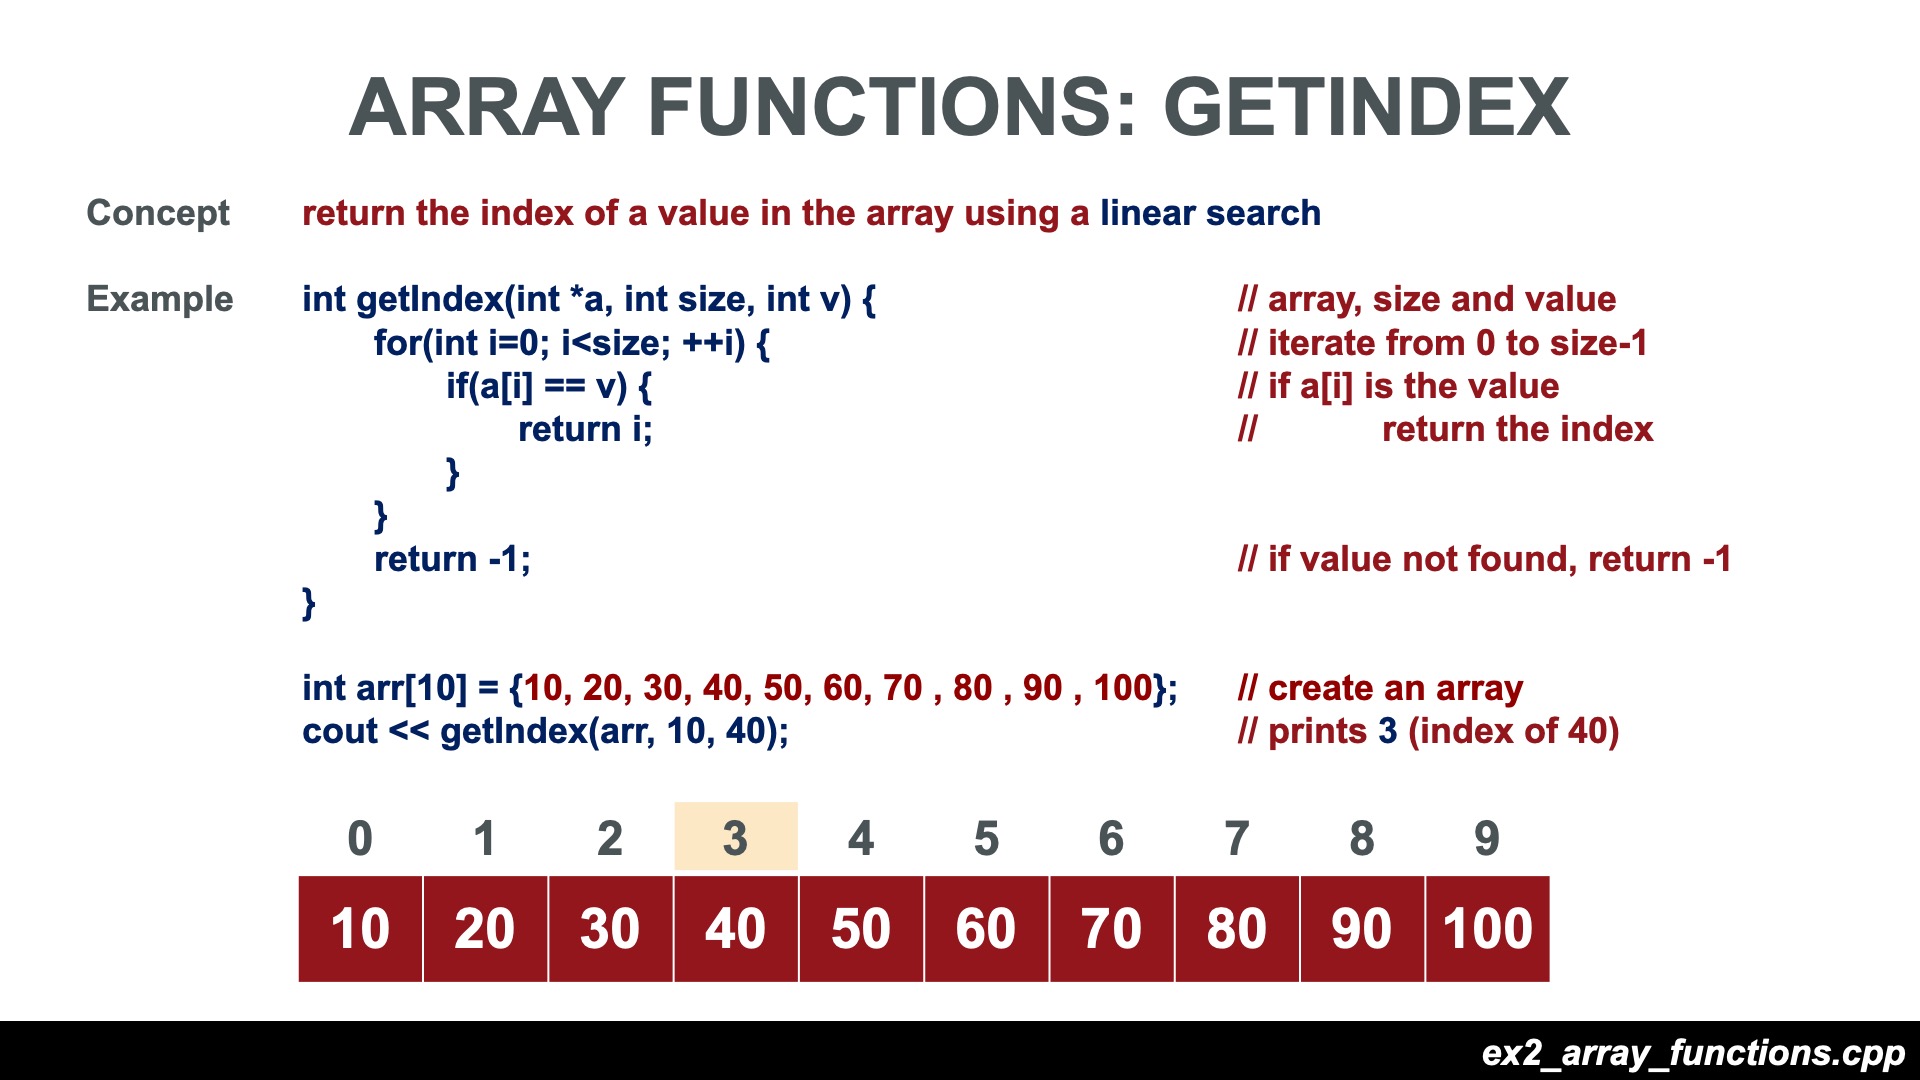 ARRAY FUNCTIONS: GETINDEX
Concept return the index of a value in the array using a linear search
Example int getIndex(int *a, int size, int v) { // array, size and value
for(int i=0; i<size; ++i) { // iterate from 0 to size-1
if(a[i] == v) { // if a[i] is the value
return i; // return the index
}
}
return -1; // if value not found, return -1
}
int arr[10] = {10, 20, 30, 40, 50, 60, 70 , 80 , 90 , 100}; // create an array
cout << getIndex(arr, 10, 40); // prints 3 (index of 40)
0 1 2 3 4 5 6 7 8 9
10 20 30 40 50 60 70 80 90 100
ex2_array_functions.cpp